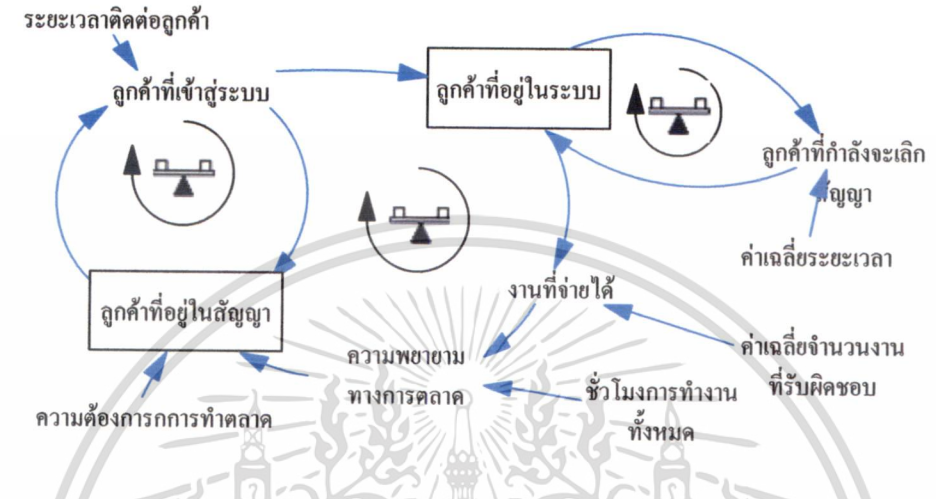 ระยะเวลาติดต่อลูกค้า
ลูกค้าที่เข้าสู่ระบบ
ลูกค้าที่อยู่ในระบบ
ลูกค้าที่กำลังจะเลิก
สัญญา
ค่าเฉลี่ยระยะเวลา
งานที่จ่ายได้
ลูกค้าที่อยู่ในสัญญา
ค่าเฉลี่ยจำนวนงาน
ที่รับผิดชอบ
ความพยายาม
ทางการตลาด
ชั่วโมงการทำงาน
ทั้งหมด
ความต้องการกการทำตลาด